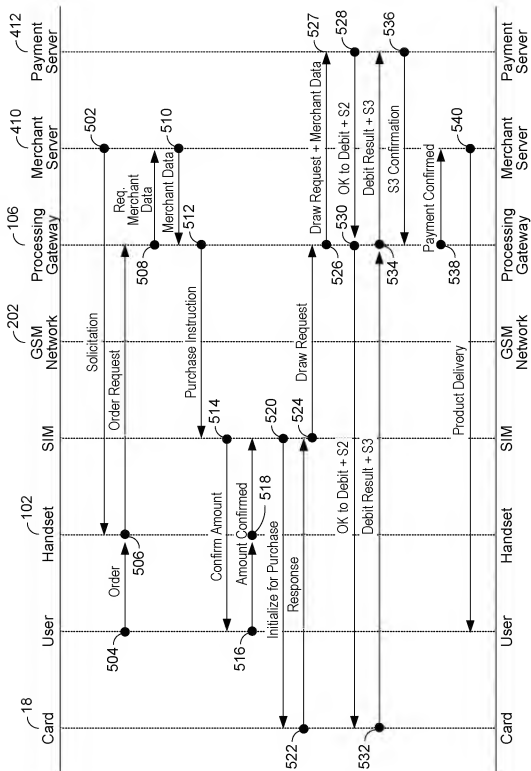 18
102
202
106
410
412
Card
User
Handset
SIM
GSM
Network
Processing
Gateway
Merchant
Server
Payment
Server
Solicitation
502
504
Order
506
Order Request
508
Req.
Merchant
Data
Merchant Data
510
512
Purchase Instruction
514
Confirm Amount
516
Amount Confirmed
518
Initialize for Purchase
520
522
Response
524
Draw Request
526
Draw Request + Merchant Data
527
OK to Debit + S2
528
530
OK to Debit + S2
532
Debit Result + S3
534
Debit Result + S3
536
S3 Confirmation
538
Payment Confirmed
540
Product Delivery
Card
User
Handset
SIM
GSM
Network
Processing
Gateway
Merchant
Server
Payment
Server